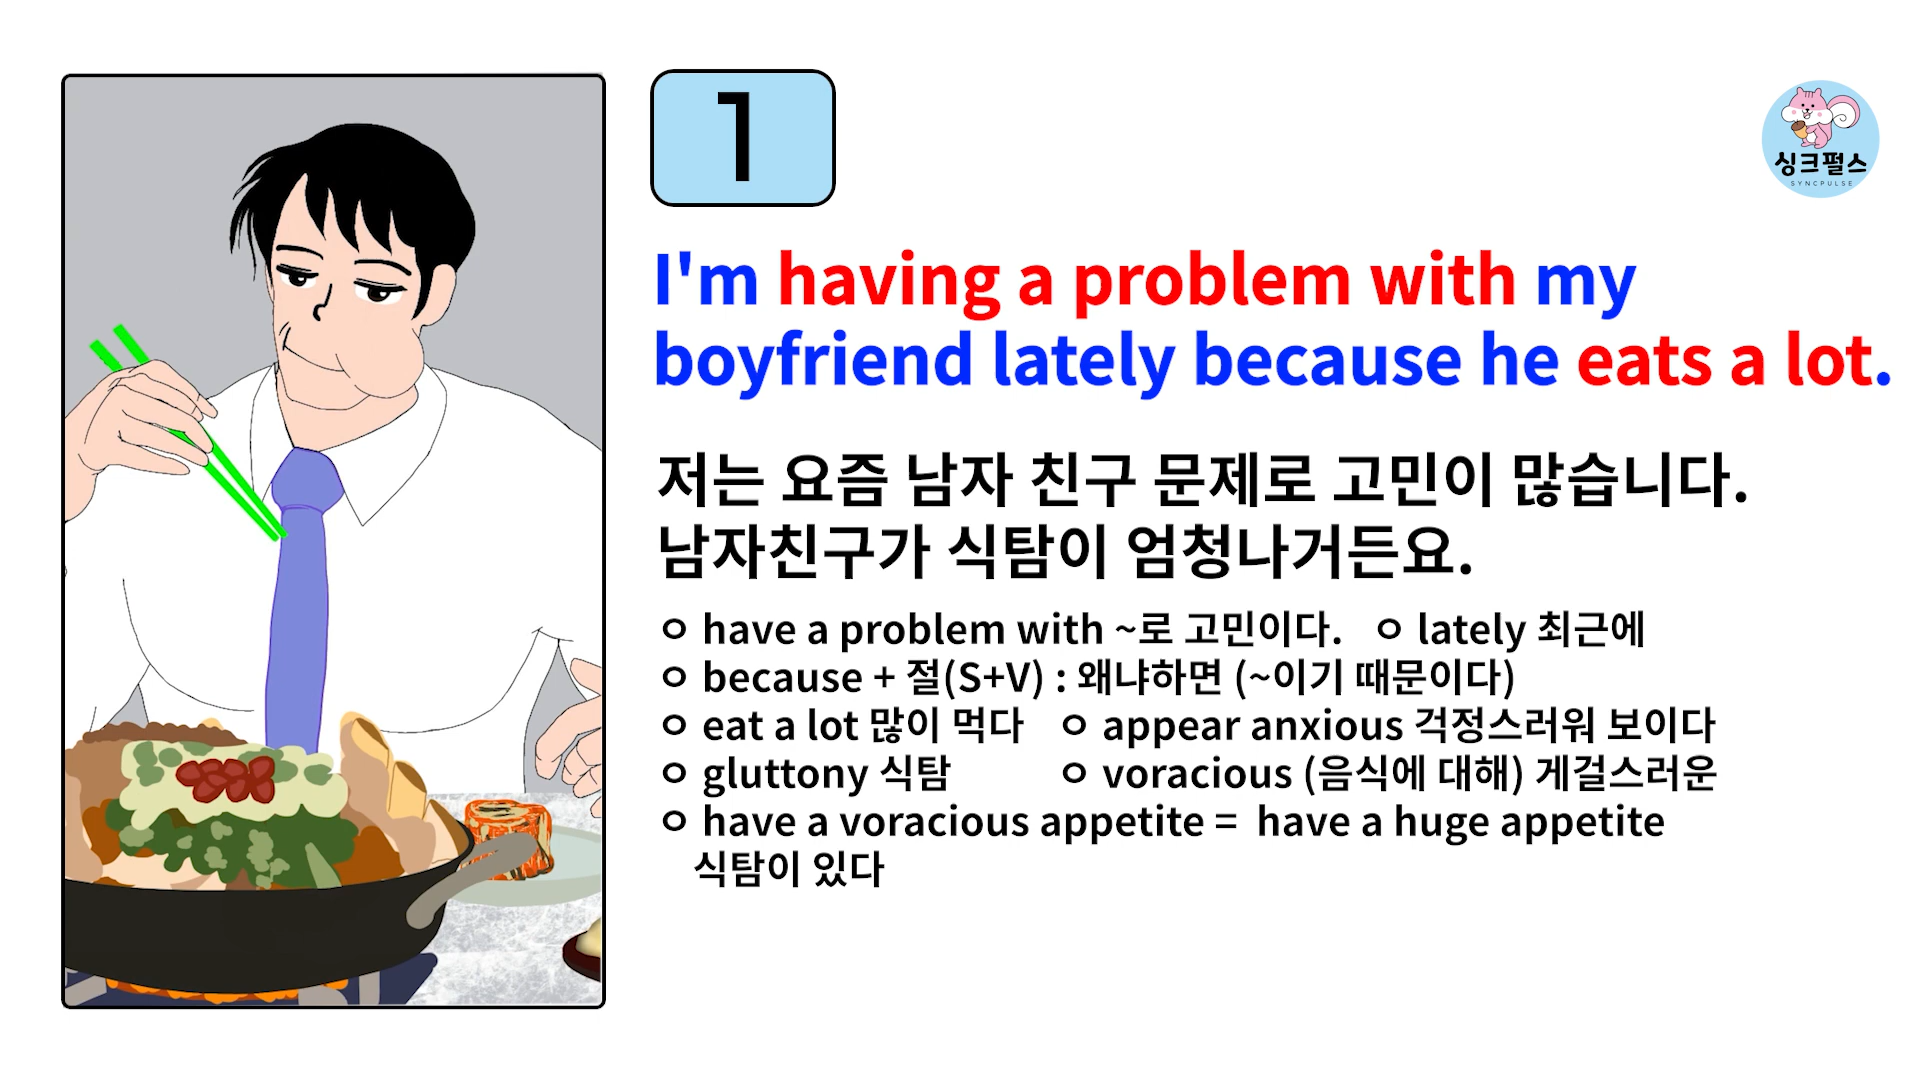 1
싱크펄스
SYNCPULSE
I'm having a problem with my
boyfriend lately because he eats a lot.
저는 요즘 남자 친구 문제로 고민이 많습니다.
남자친구가 식탐이 엄청나거든요.
ㅇ have a problem with ~로 고민이다. ㅇ lately 최근에
ㅇ because + 절(S+V) : 왜냐하면 (~이기 때문이다)
ㅇ eat a lot 많이 먹다 ㅇ appear anxious 걱정스러워 보이다
ㅇ gluttony 식탐 ㅇ voracious (음식에 대해) 게걸스러운
ㅇ have a voracious appetite = have a huge appetite
식탐이 있다